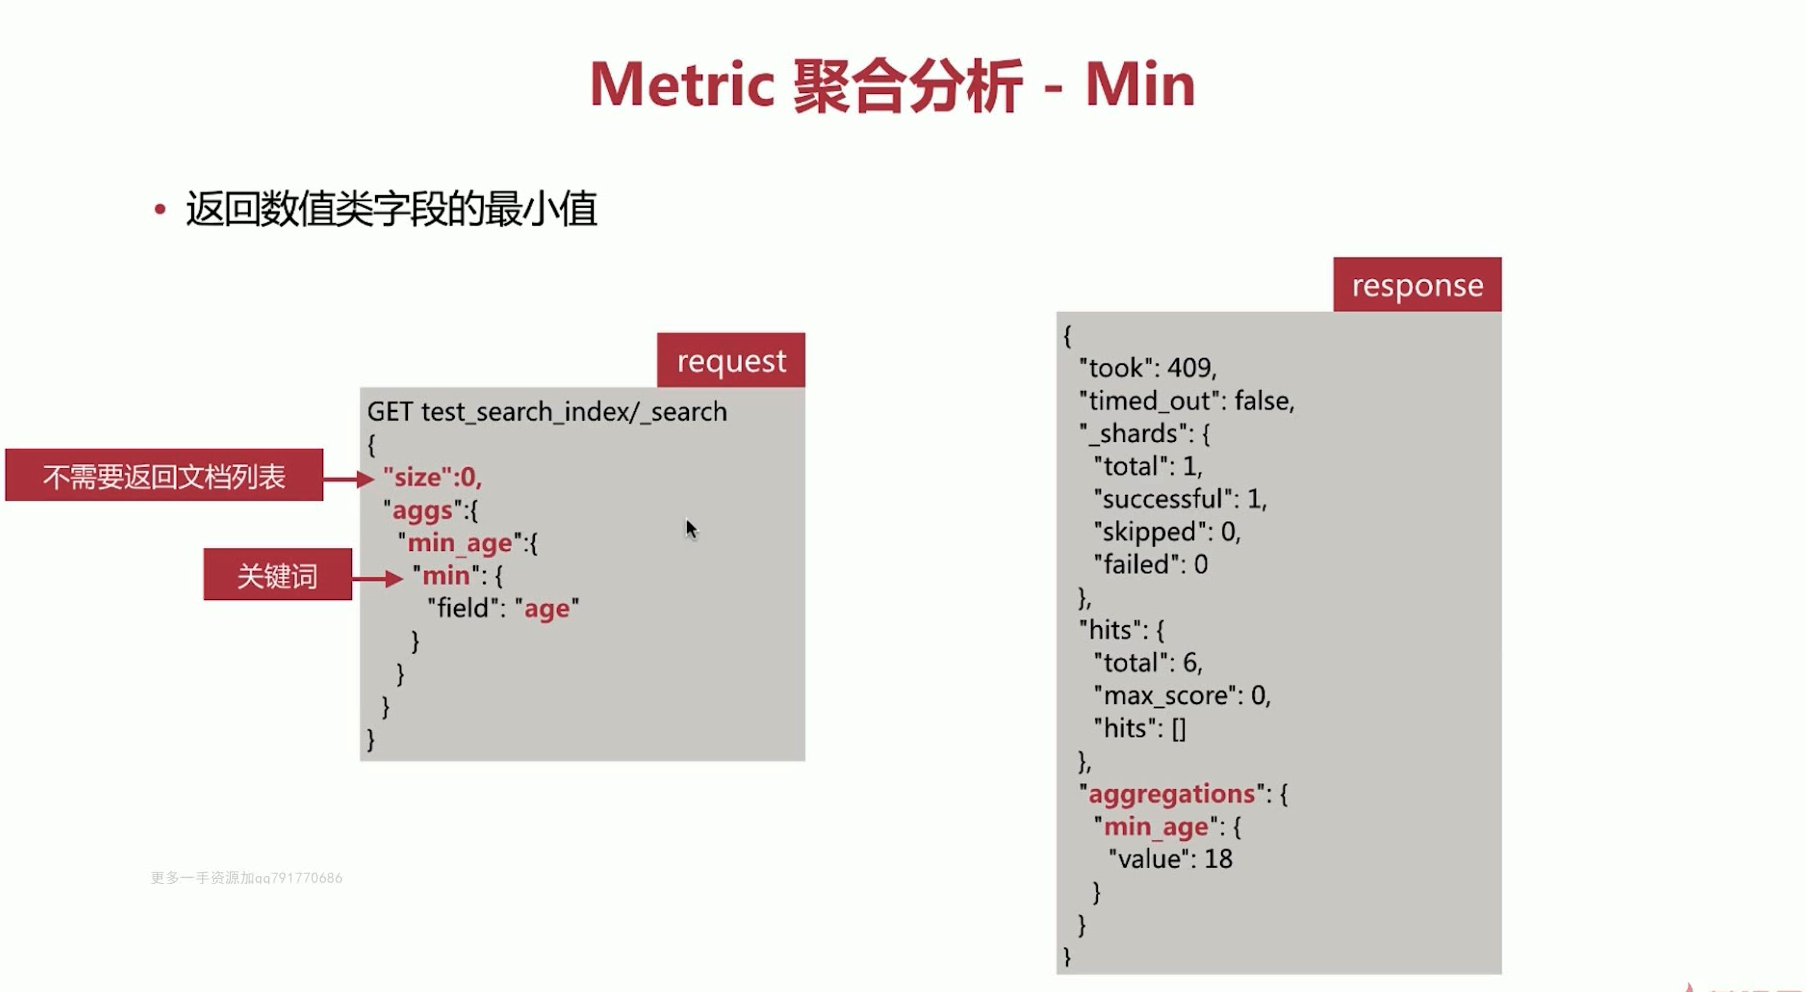 Metric 聚合分析 - Min
• 返回数值类字段的最小值
request
GET test_search_index/_search
{
"size":0,
"aggs":{
"min_age":{
"min": {
"field": "age"
}
}
}
}
不需要返回文档列表
关键词
response
{
"took": 409,
"timed_out": false,
"_shards": {
"total": 1,
"successful": 1,
"skipped": 0,
"failed": 0
},
"hits": {
"total": 6,
"max_score": 0,
"hits": []
},
"aggregations": {
"min_age": {
"value": 18
}
}
}
更多一手资源加qq791770686